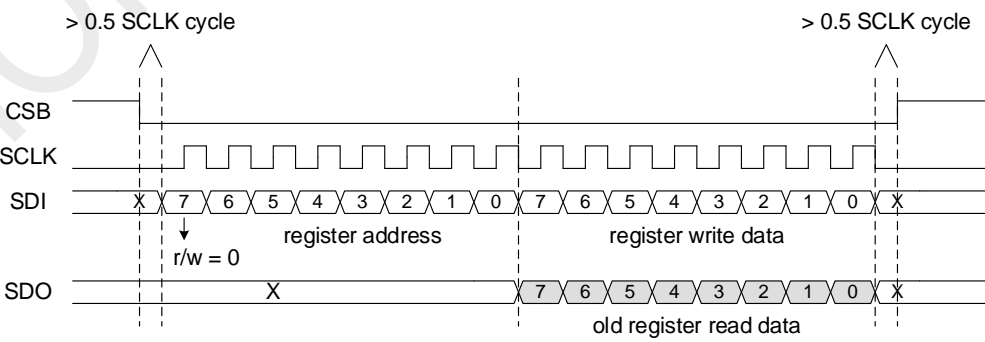 > 0.5 SCLK cycle > 0.5 SCLK cycle
CSB
SCLK
SDI X 7 6 5 4 3 2 1 0 7 6 5 4 3 2 1 0 X
register address register write data
r/w = 0
SDO X 7 6 5 4 3 2 1 0 X
old register read data